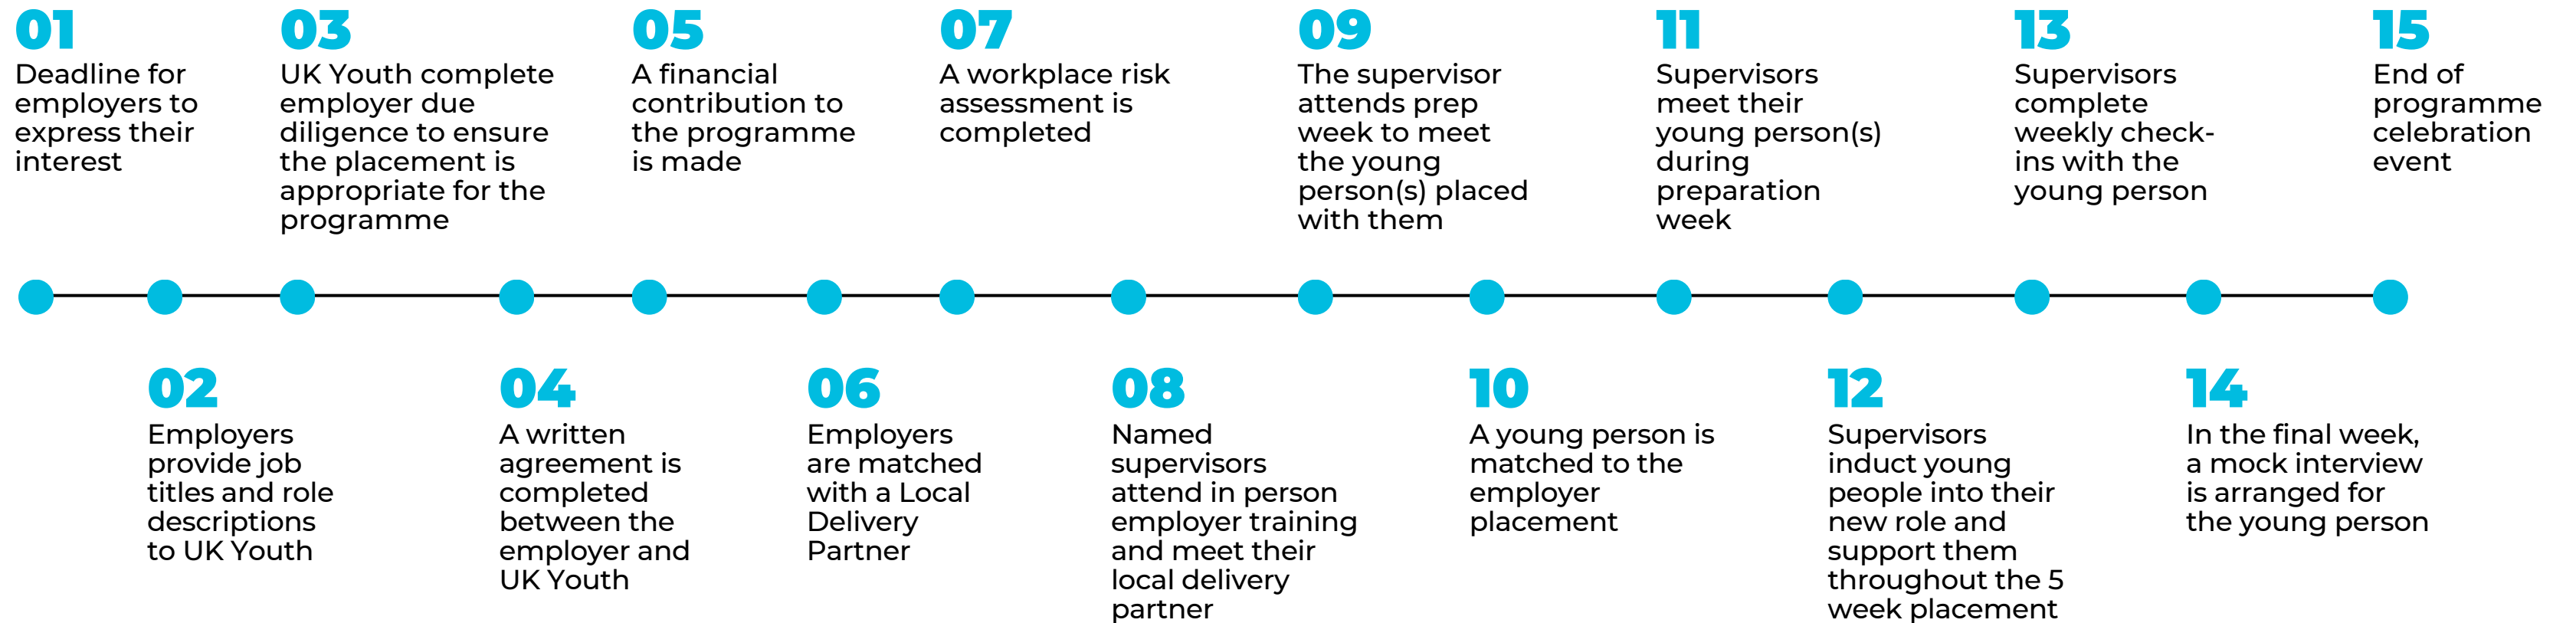 01
Deadline for
employers to
express their
interest
02
Employers
provide job
titles and role
descriptions
to UK Youth
03
UK Youth complete
employer due
diligence to ensure
the placement is
appropriate for the
programme
04
A written
agreement is
completed
between the
employer and
UK Youth
05
A financial
contribution to
the programme
is made
06
Employers
are matched
with a Local
Delivery
Partner
07
A workplace risk
assessment is
completed
08
Named
supervisors
attend in person
employer training
and meet their
local delivery
partner
09
The supervisor
attends prep
week to meet
the young
person(s) placed
with them
10
A young person is
matched to the
employer
placement
11
Supervisors
meet their
young person(s)
during
preparation
week
12
Supervisors
induct young
people into their
new role and
support them
throughout the 5
week placement
13
Supervisors
complete
weekly check-
ins with the
young person
14
In the final week,
a mock interview
is arranged for
the young person
15
End of
programme
celebration
event